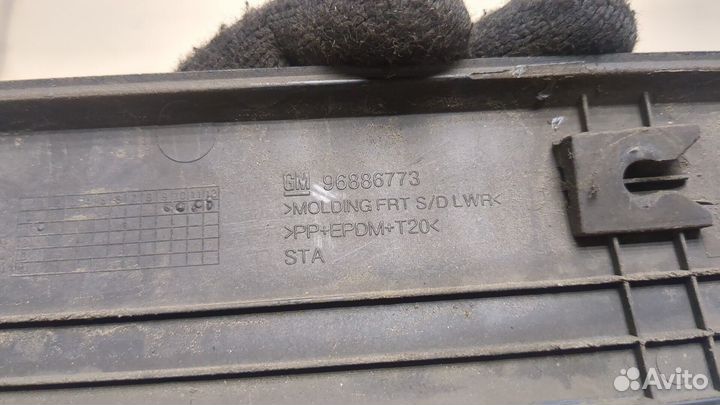 GM 96886773
>MOLDING FRT S/D LWR<
>PP+EPDM+T20<
STA
Avito